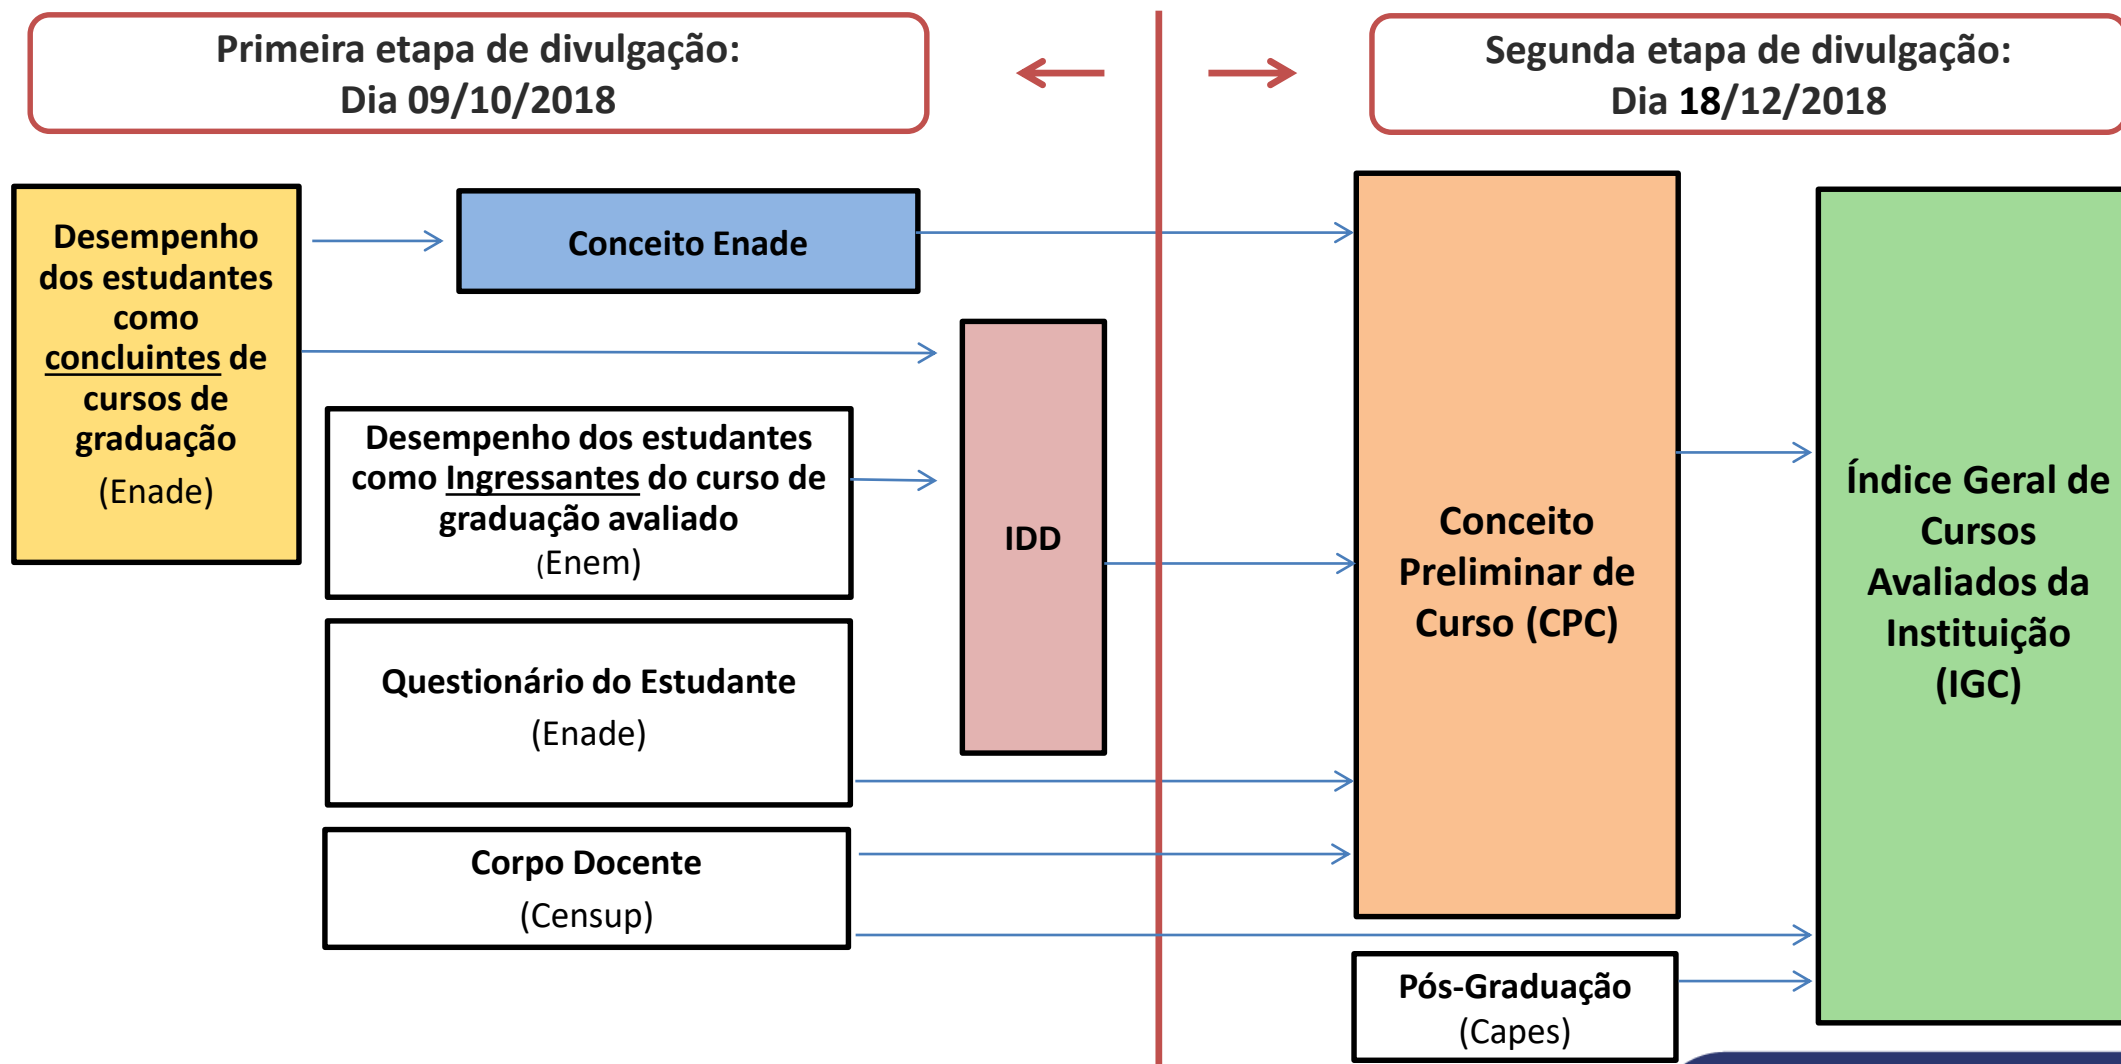 Primeira etapa de divulgação:
Dia 09/10/2018
Segunda etapa de divulgação:
Dia 18/12/2018
Desempenho
dos estudantes
como
concluintes de
cursos de
graduação
(Enade)
Conceito Enade
Desempenho dos estudantes
como Ingressantes do curso de
graduação avaliado
(Enem)
Questionário do Estudante
(Enade)
Corpo Docente
(Censup)
IDD
Conceito
Preliminar de
Curso (CPC)
Pós-Graduação
(Capes)
Índice Geral de
Cursos
Avaliados da
Instituição
(IGC)